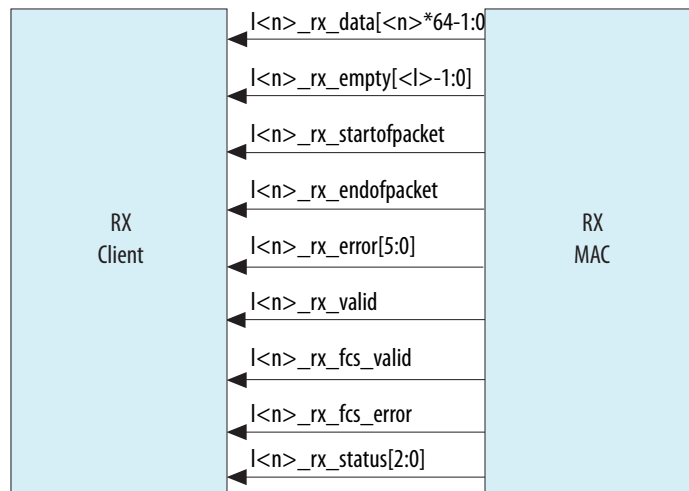 l<n>_rx_data[<n>*64-1:0
l<n>_rx_empty[<l>-1:0]
l<n>_rx_startofpacket
l<n>_rx_endofpacket
RX
Client
RX
MAC
l<n>_rx_error[5:0]
l<n>_rx_valid
l<n>_rx_fcs_valid
l<n>_rx_fcs_error
l<n>_rx_status[2:0]